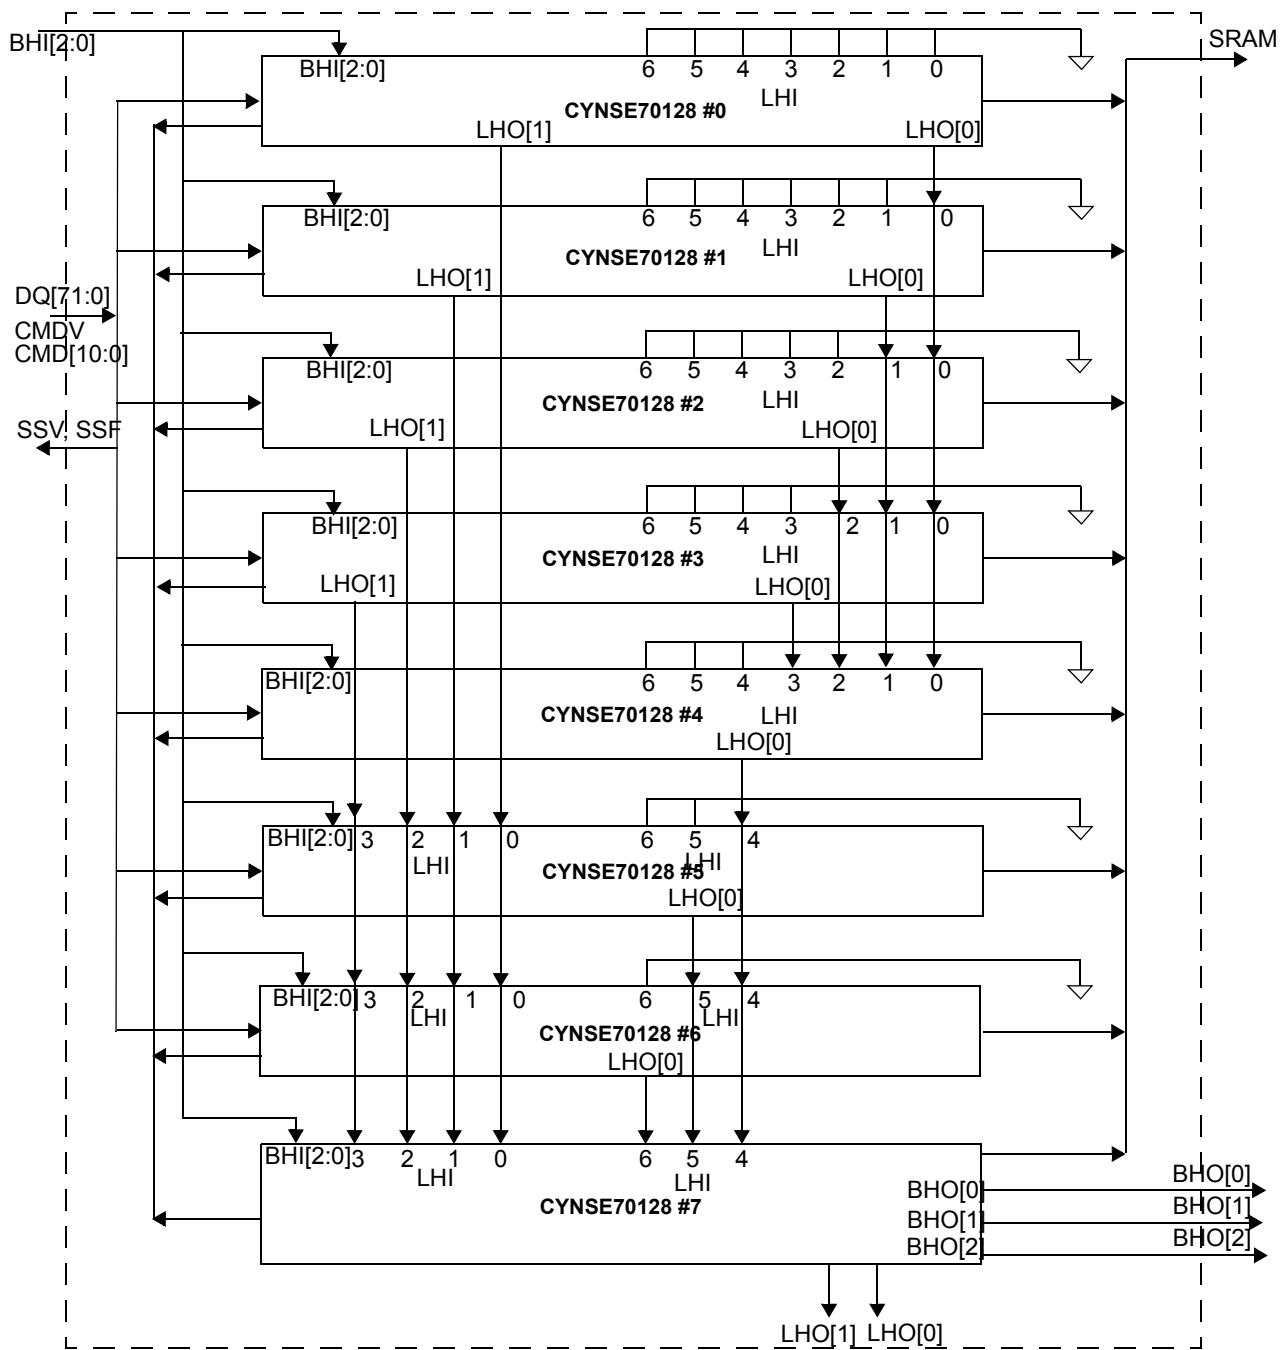 BHI[2:0]
SRAM
BHI[2:0] 6 5 4 3 2 1 0
LHI
CYNSE70128 #0
LHO[1] LHO[0]
BHI[2:0] 6 5 4 3 2 1 0
LHI
CYNSE70128 #1
LHO[1] LHO[0]
DQ[71:0]
CMDV
CMD[10:0]
BHI[2:0] 6 5 4 3 2 1 0
LHI
CYNSE70128 #2
LHO[1] LHO[0]
SSV, SSF
BHI[2:0] 6 5 4 3 2 1 0
LHI
CYNSE70128 #3
LHO[1] LHO[0]
BHI[2:0] 6 5 4 3 2 1 0
LHI
CYNSE70128 #4
LHO[0]
BHI[2:0] 3 2 1 0 6 5 4
LHI LHI
CYNSE70128 #5
LHO[0]
BHI[2:0] 3 2 1 0 6 5 4
LHI LHI
CYNSE70128 #6
LHO[0]
BHI[2:0] 3 2 1 0 6 5 4
LHI LHI
CYNSE70128 #7
BHO[0] BHO[0]
BHO[1] BHO[1]
BHO[2] BHO[2]
LHO[1] LHO[0]